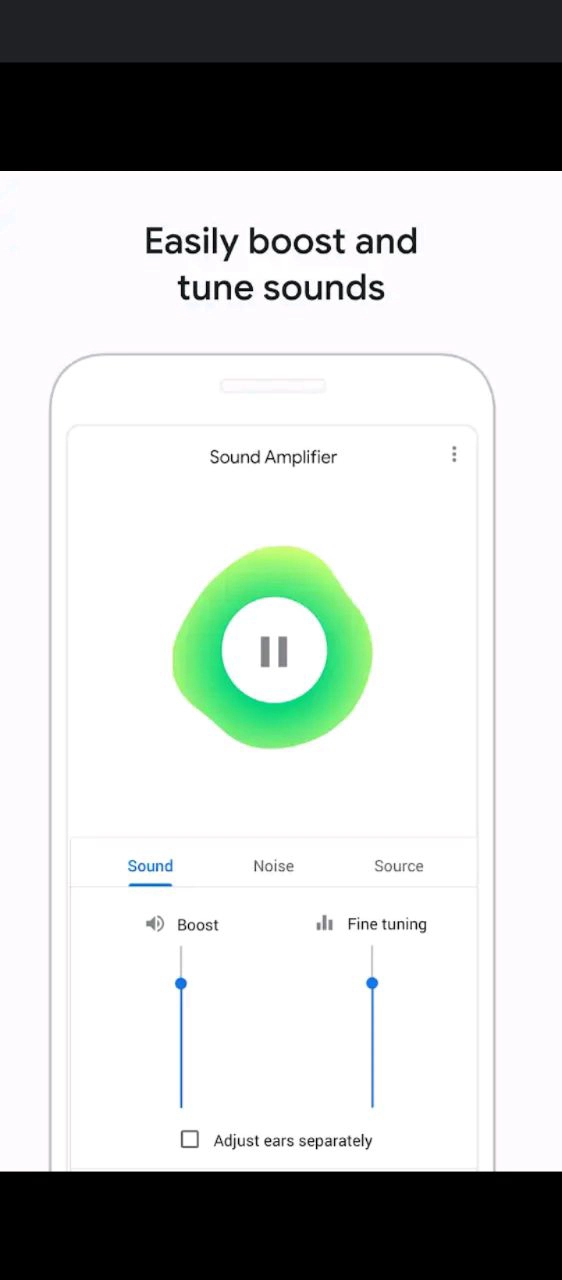 Easily boost and
tune sounds
Sound Amplifier
Sound Noise Source
Boost Fine tuning
Adjust ears separately